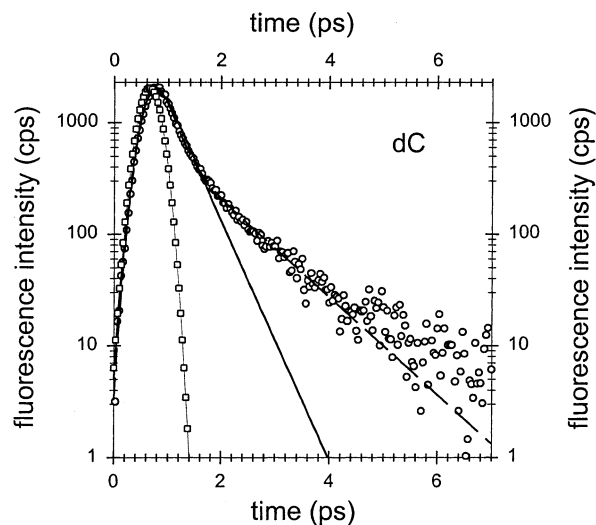 time (ps)
0 2 4 6
fluorescence intensity (cps)
1000
100
10
1
dC
1000
100
10
1
fluorescence intensity (cps)
0 2 4 6
time (ps)